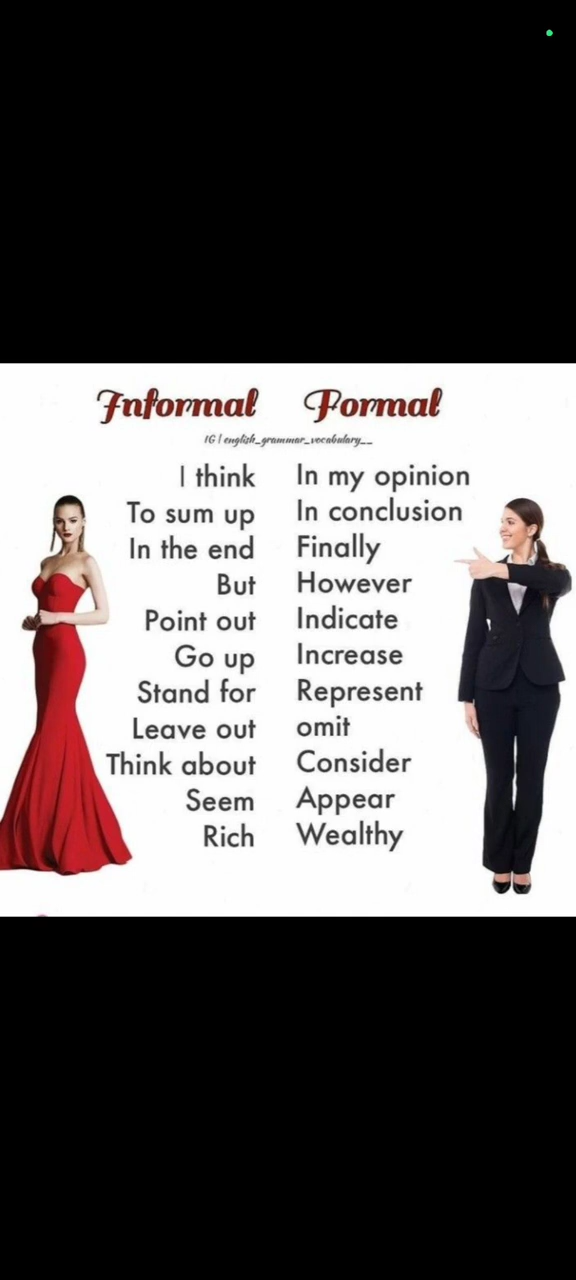 Informal Formal
IG | english_grammar_vocabulary__
I think In my opinion
To sum up In conclusion
In the end Finally
But However
Point out Indicate
Go up Increase
Stand for Represent
Leave out omit
Think about Consider
Seem Appear
Rich Wealthy